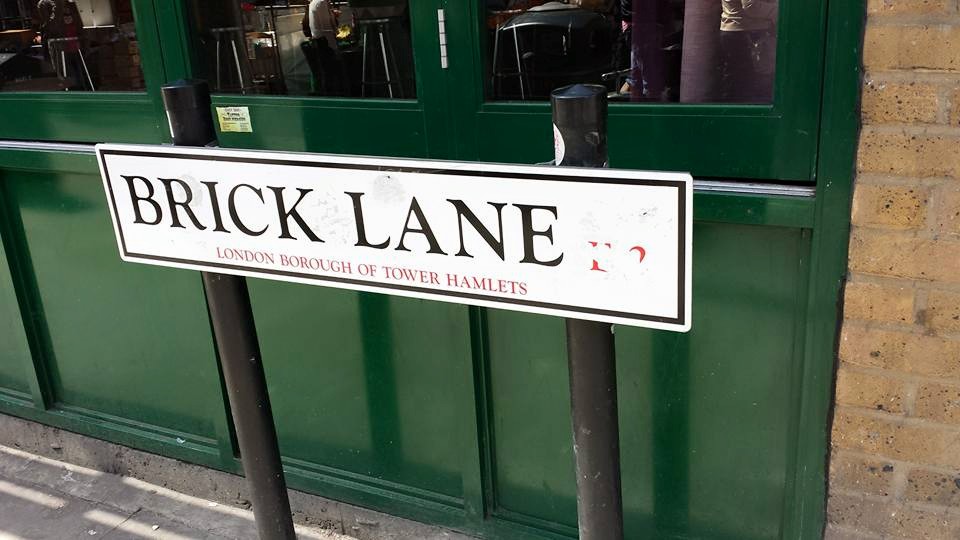 BRICK LANE
LONDON BOROUGH OF TOWER HAMLETS